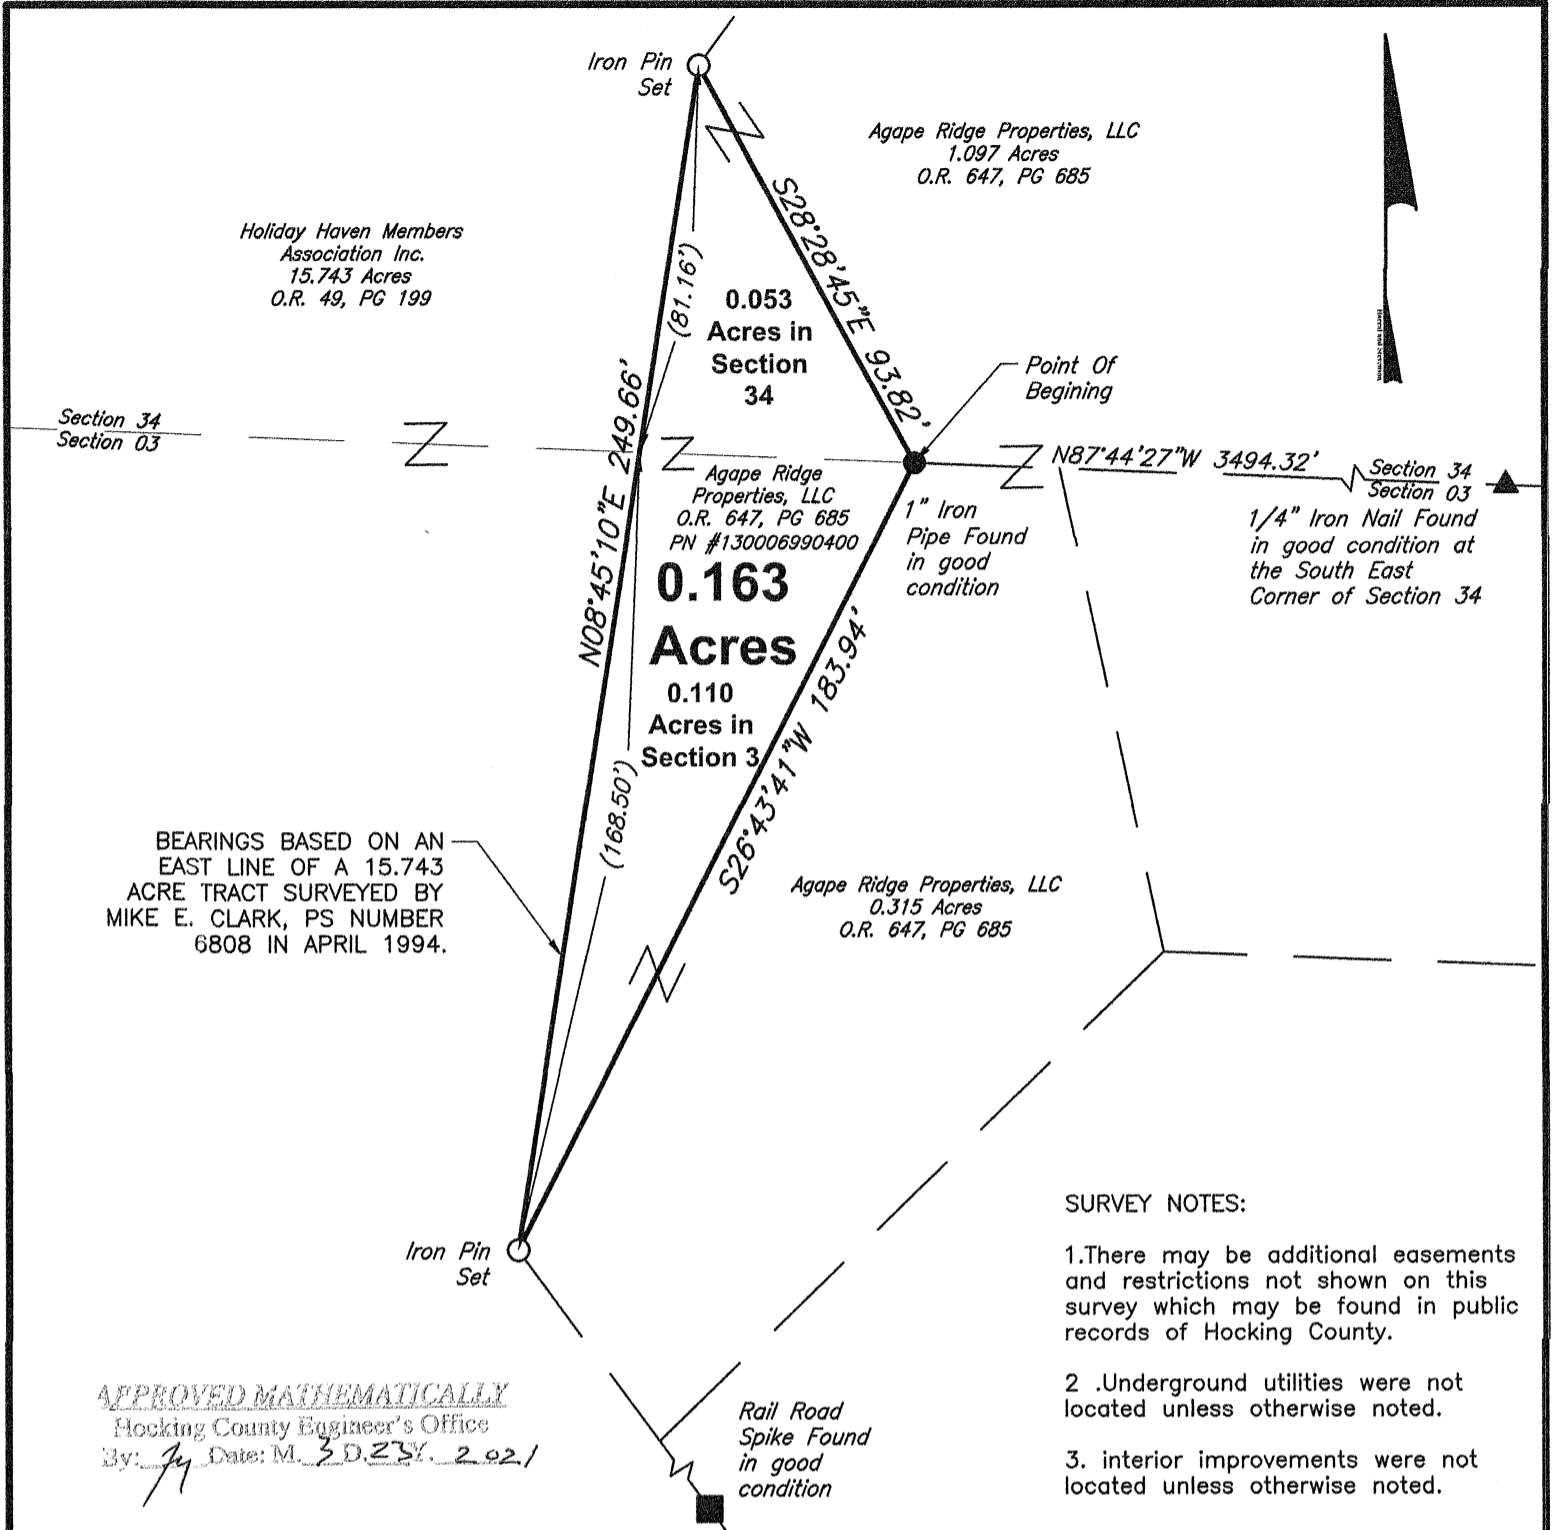 Iron Pin
Set
Agape Ridge Properties, LLC
1.097 Acres
O.R. 647, PG 685
Holiday Haven Members
Association Inc.
15.743 Acres
O.R. 49, PG 199
S28°28'45"E 93.82'
(81.16')
0.053
Acres in
Section
34
Point Of
Begining
N08°45'10"E 249.66'
Section 34
Section 03
N87°44'27"W 3494.32'
Section 34
Section 03
Agape Ridge
Properties, LLC
O.R. 647, PG 685
PN #130006990400
1" Iron
Pipe Found
in good
condition
1/4" Iron Nail Found
in good condition at
the South East
Corner of Section 34
0.163
Acres
0.110
Acres in
Section 3
S26°43'41"W 183.94'
(168.50')
BEARINGS BASED ON AN
EAST LINE OF A 15.743
ACRE TRACT SURVEYED BY
MIKE E. CLARK, PS NUMBER
6808 IN APRIL 1994.
Agape Ridge Properties, LLC
0.315 Acres
O.R. 647, PG 685
Iron Pin
Set
SURVEY NOTES:
1.There may be additional easements
and restrictions not shown on this
survey which may be found in public
records of Hocking County.
2 .Underground utilities were not
located unless otherwise noted.
3. interior improvements were not
located unless otherwise noted.
APPROVED MATHEMATICALLY
Hocking County Engineer's Office
By: Date: M. 3 D. 23 Y. 2021
Rail Road
Spike Found
in good
condition